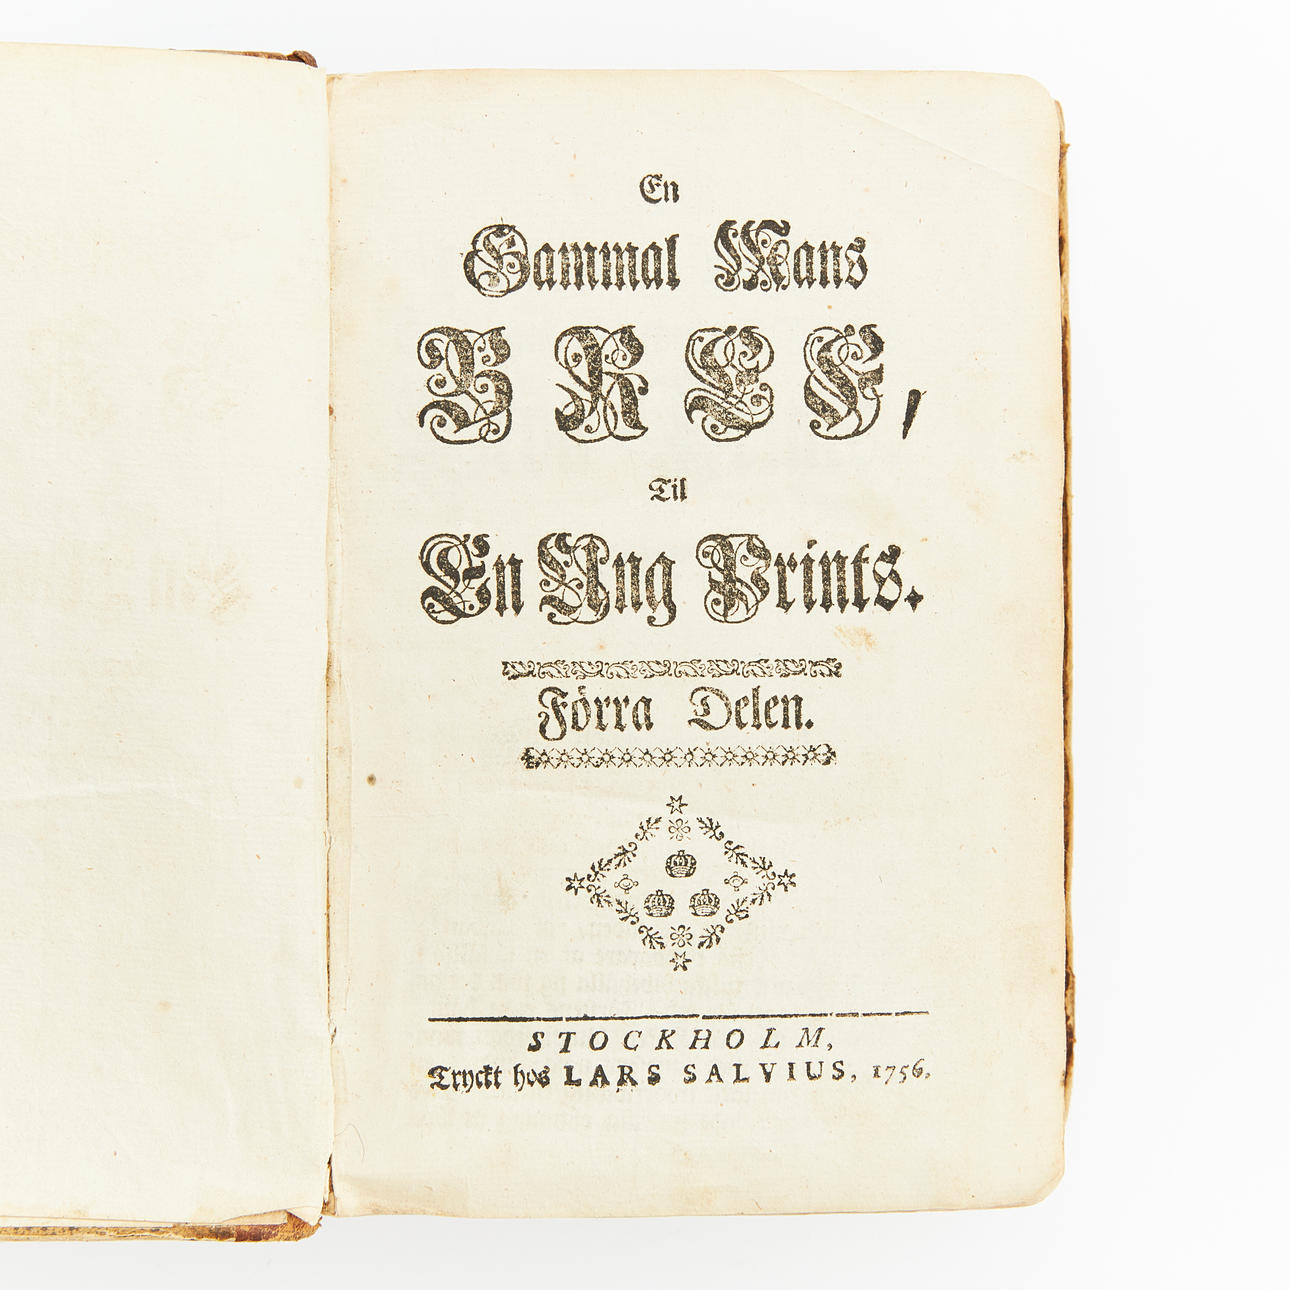 En
Gammal Mans
BREF,
Til
En Ung Prints.
Förra Delen.
STOCKHOLM,
Tryckt hos LARS SALVIUS, 1756.